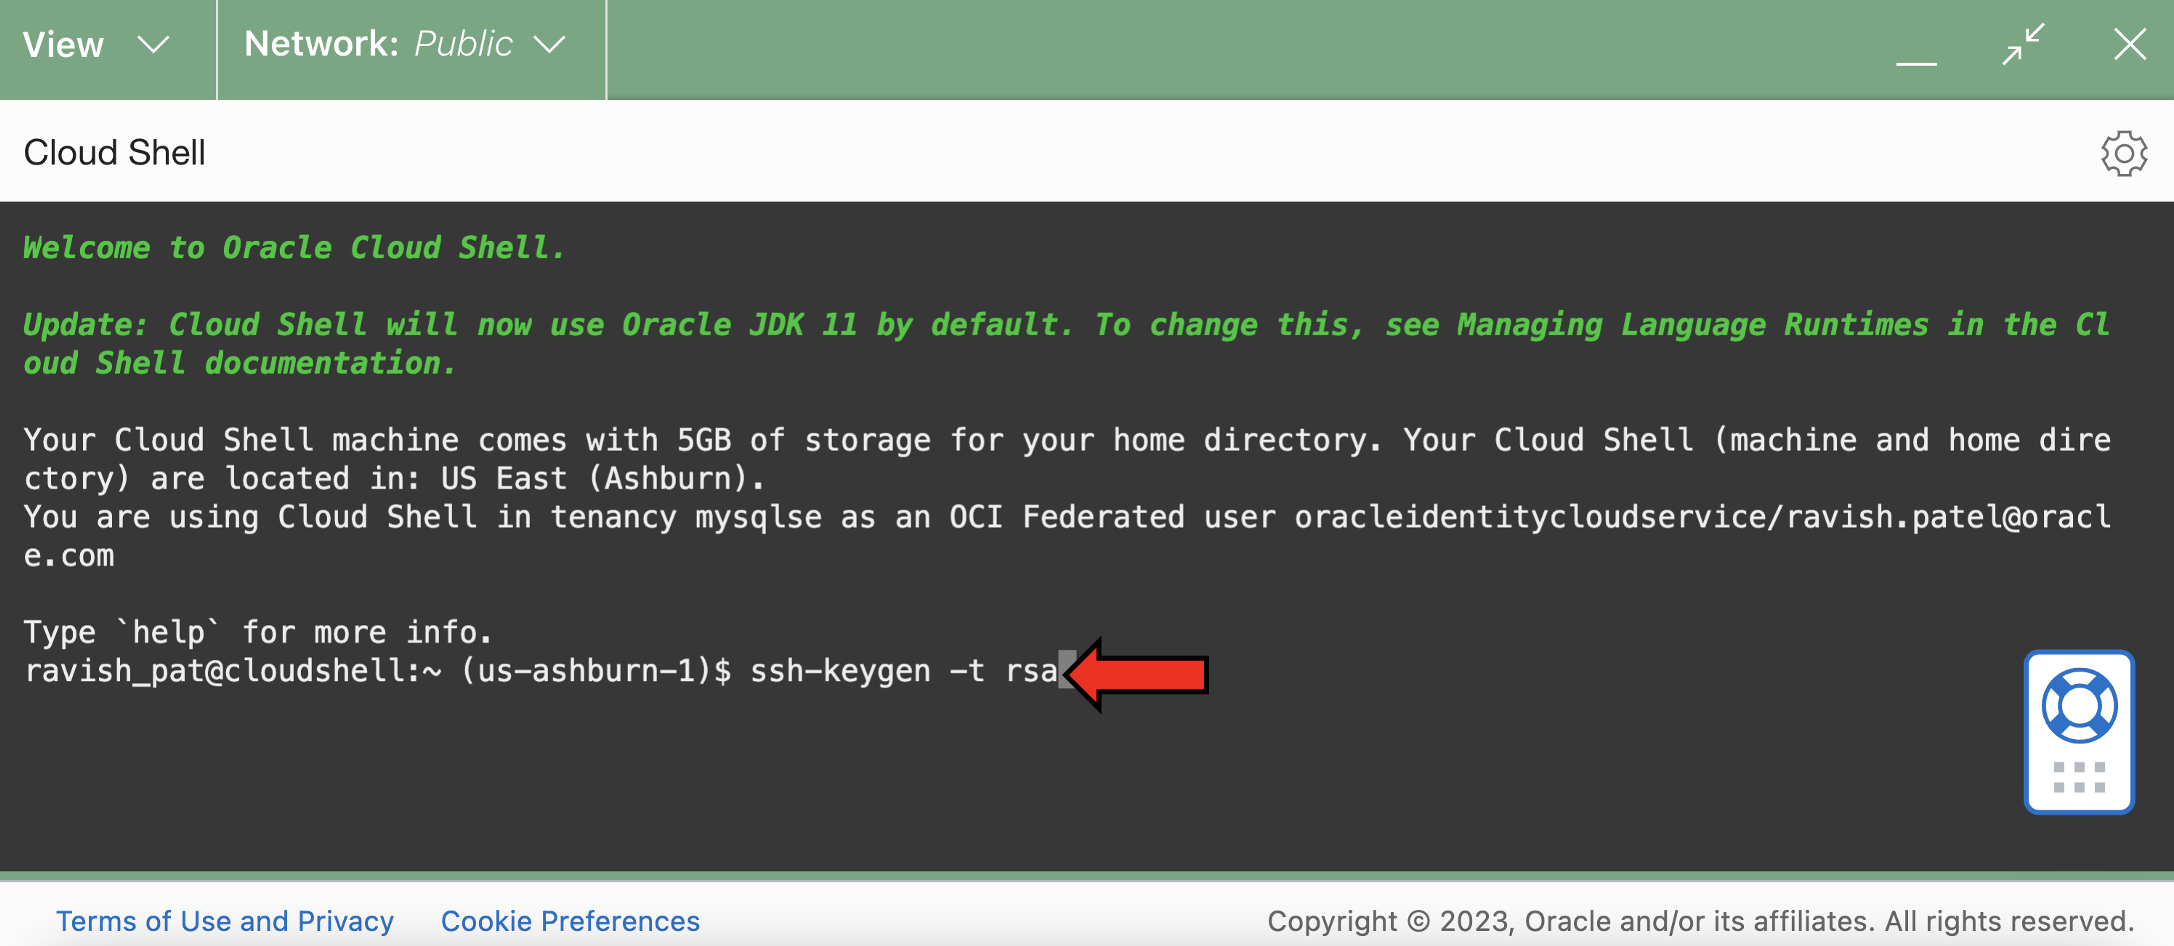 View
Network: Public
Cloud Shell
Welcome to Oracle Cloud Shell.
Update: Cloud Shell will now use Oracle JDK 11 by default. To change this, see Managing Language Runtimes in the Cl
oud Shell documentation.
Your Cloud Shell machine comes with 5GB of storage for your home directory. Your Cloud Shell (machine and home dire
ctory) are located in: US East (Ashburn).
You are using Cloud Shell in tenancy mysqlse as an OCI Federated user oracleidentitycloudservice/ravish.patel@oracl
e.com
Type `help` for more info.
ravish_pat@cloudshell:~ (us-ashburn-1)$ ssh-keygen -t rsa
Terms of Use and Privacy
Cookie Preferences
Copyright © 2023, Oracle and/or its affiliates. All rights reserved.